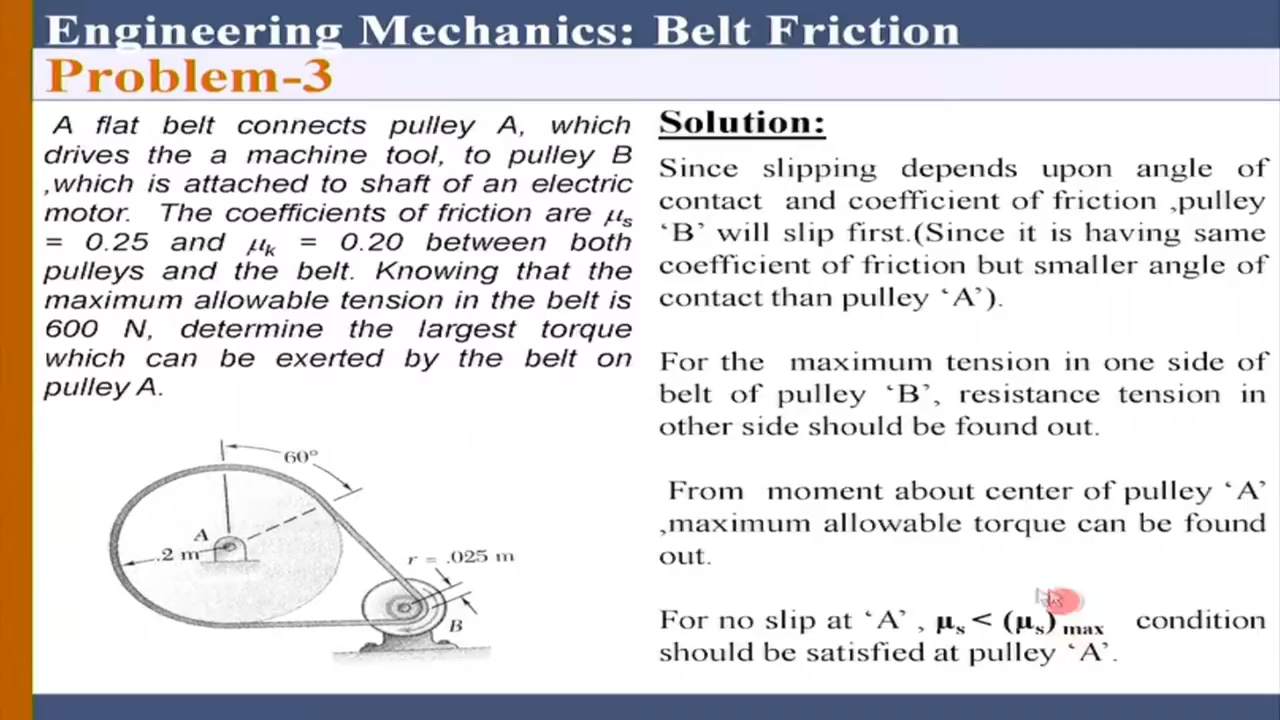 Engineering Mechanics: Belt Friction
Problem-3
A flat belt connects pulley A, which
drives the a machine tool, to pulley B
,which is attached to shaft of an electric
motor. The coefficients of friction are μs
= 0.25 and μk = 0.20 between both
pulleys and the belt. Knowing that the
maximum allowable tension in the belt is
600 N, determine the largest torque
which can be exerted by the belt on
pulley A.
60°
A
.2 m
r = .025 m
B
Solution:
Since slipping depends upon angle of
contact and coefficient of friction ,pulley
‘B’ will slip first.(Since it is having same
coefficient of friction but smaller angle of
contact than pulley ‘A’).
For the maximum tension in one side of
belt of pulley ‘B’, resistance tension in
other side should be found out.
From moment about center of pulley ‘A’
,maximum allowable torque can be found
out.
For no slip at ‘A’ , μs < (μs) max condition
should be satisfied at pulley ‘A’.